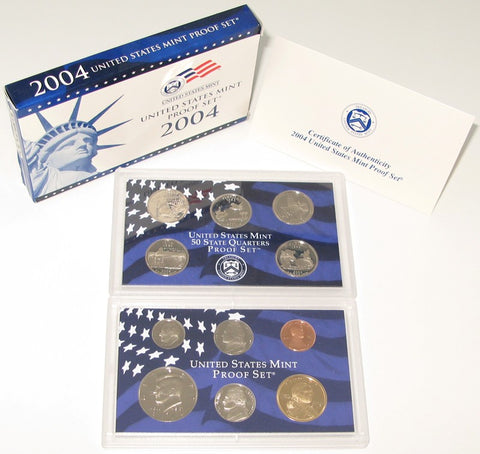 2004 UNITED STATES MINT PROOF SET
UNITED STATES MINT
UNITED STATES MINT
PROOF SET
2004
Certificate of Authenticity
2004 United States Mint Proof Set
UNITED STATES MINT
50 STATE QUARTERS
PROOF SET™
UNITED STATES MINT
PROOF SET®